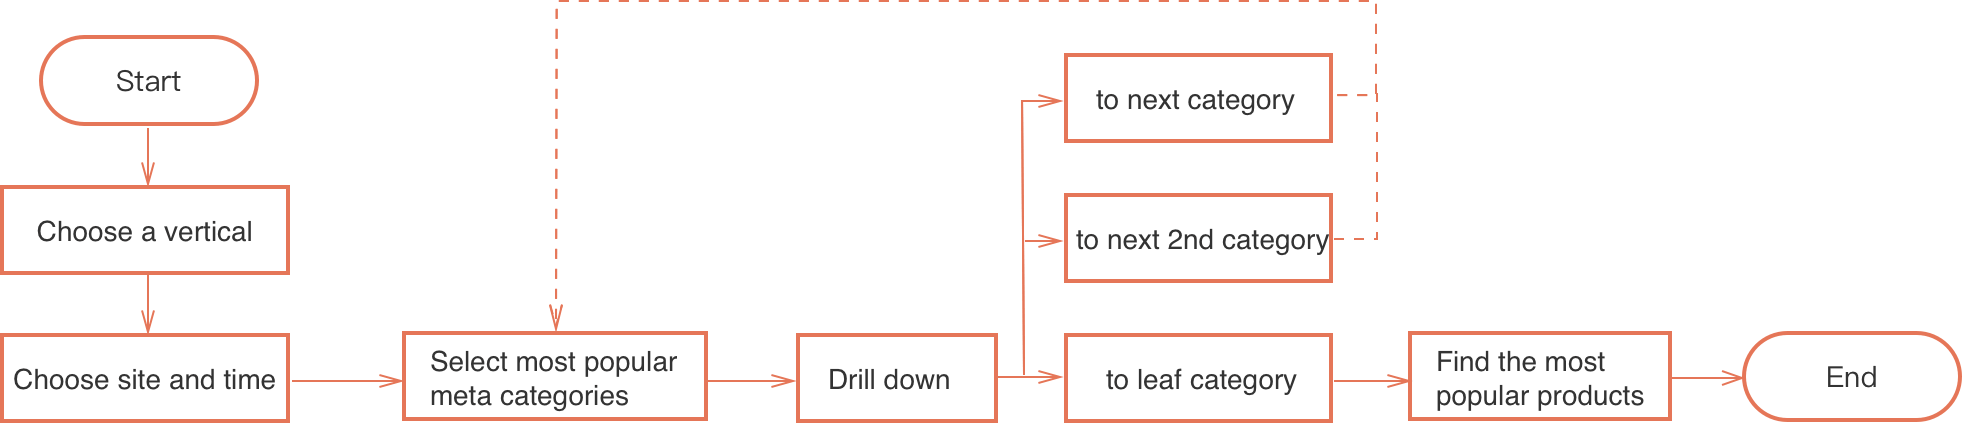 Start
Choose a vertical
Choose site and time
Select most popular
meta categories
Drill down
to next category
to next 2nd category
to leaf category
Find the most
popular products
End